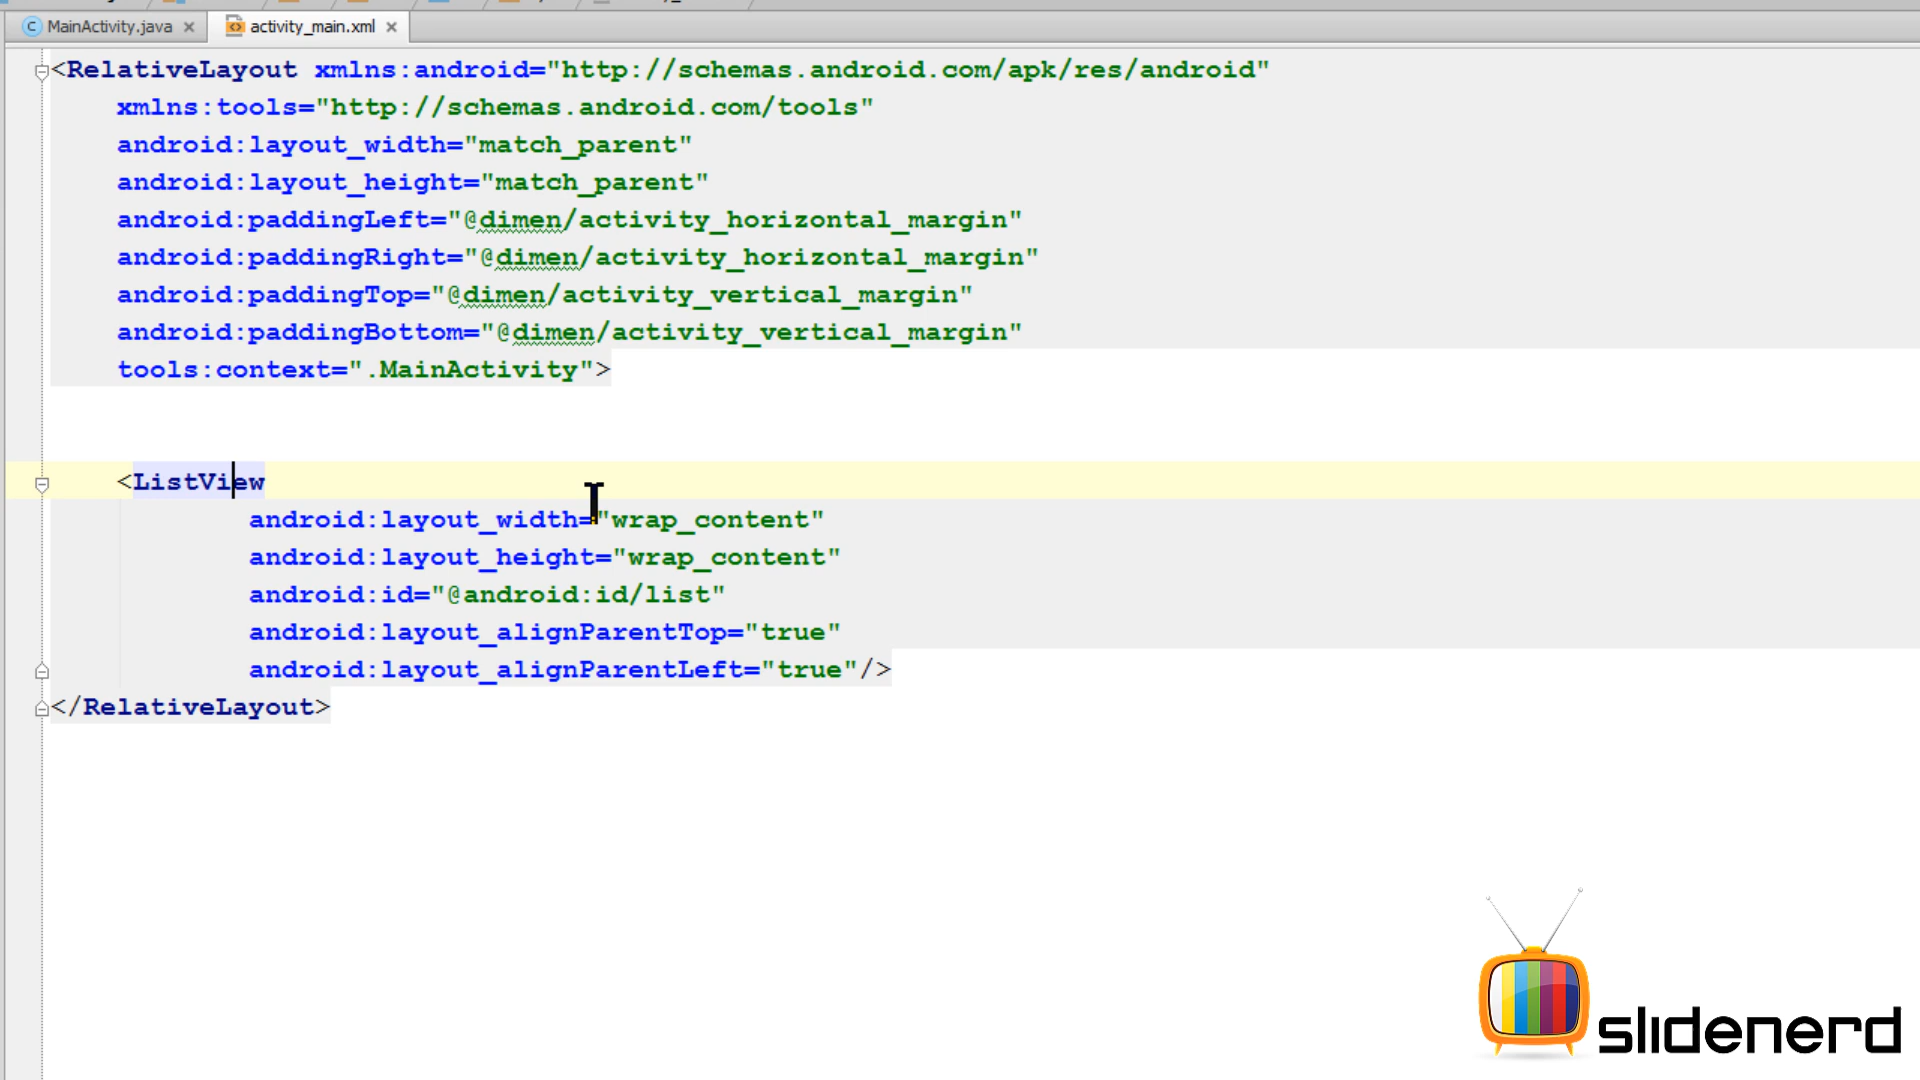 MainActivity.java activity_main.xml
<RelativeLayout xmlns:android="http://schemas.android.com/apk/res/android"
xmlns:tools="http://schemas.android.com/tools"
android:layout_width="match_parent"
android:layout_height="match_parent"
android:paddingLeft="@dimen/activity_horizontal_margin"
android:paddingRight="@dimen/activity_horizontal_margin"
android:paddingTop="@dimen/activity_vertical_margin"
android:paddingBottom="@dimen/activity_vertical_margin"
tools:context=".MainActivity">
<ListView
android:layout_width="wrap_content"
android:layout_height="wrap_content"
android:id="@android:id/list"
android:layout_alignParentTop="true"
android:layout_alignParentLeft="true"/>
</RelativeLayout>
slidenerd